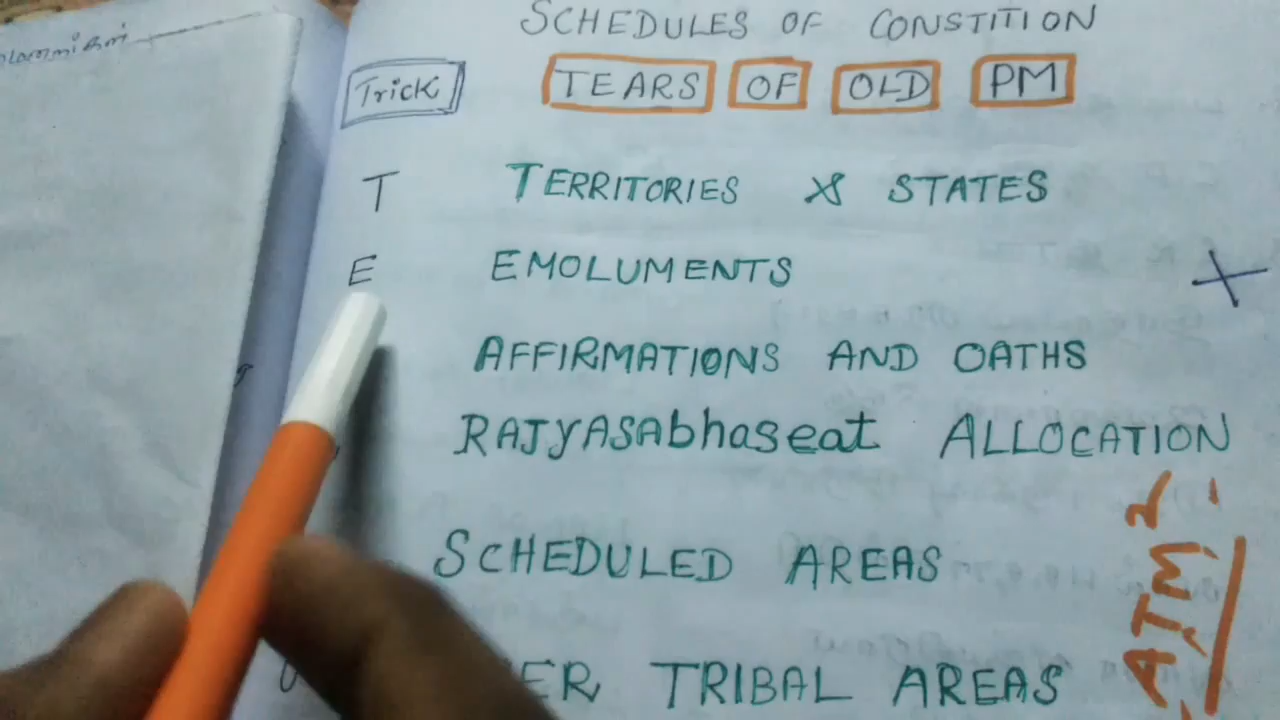 SCHEDULES OF CONSTITION
Trick TEARS OF OLD PM
T TERRITORIES & STATES
E EMOLUMENTS
AFFIRMATIONS AND OATHS
RAJYASAbhaseat ALLOCATION
SCHEDULED AREAS
TRIBAL AREAS
ATM²